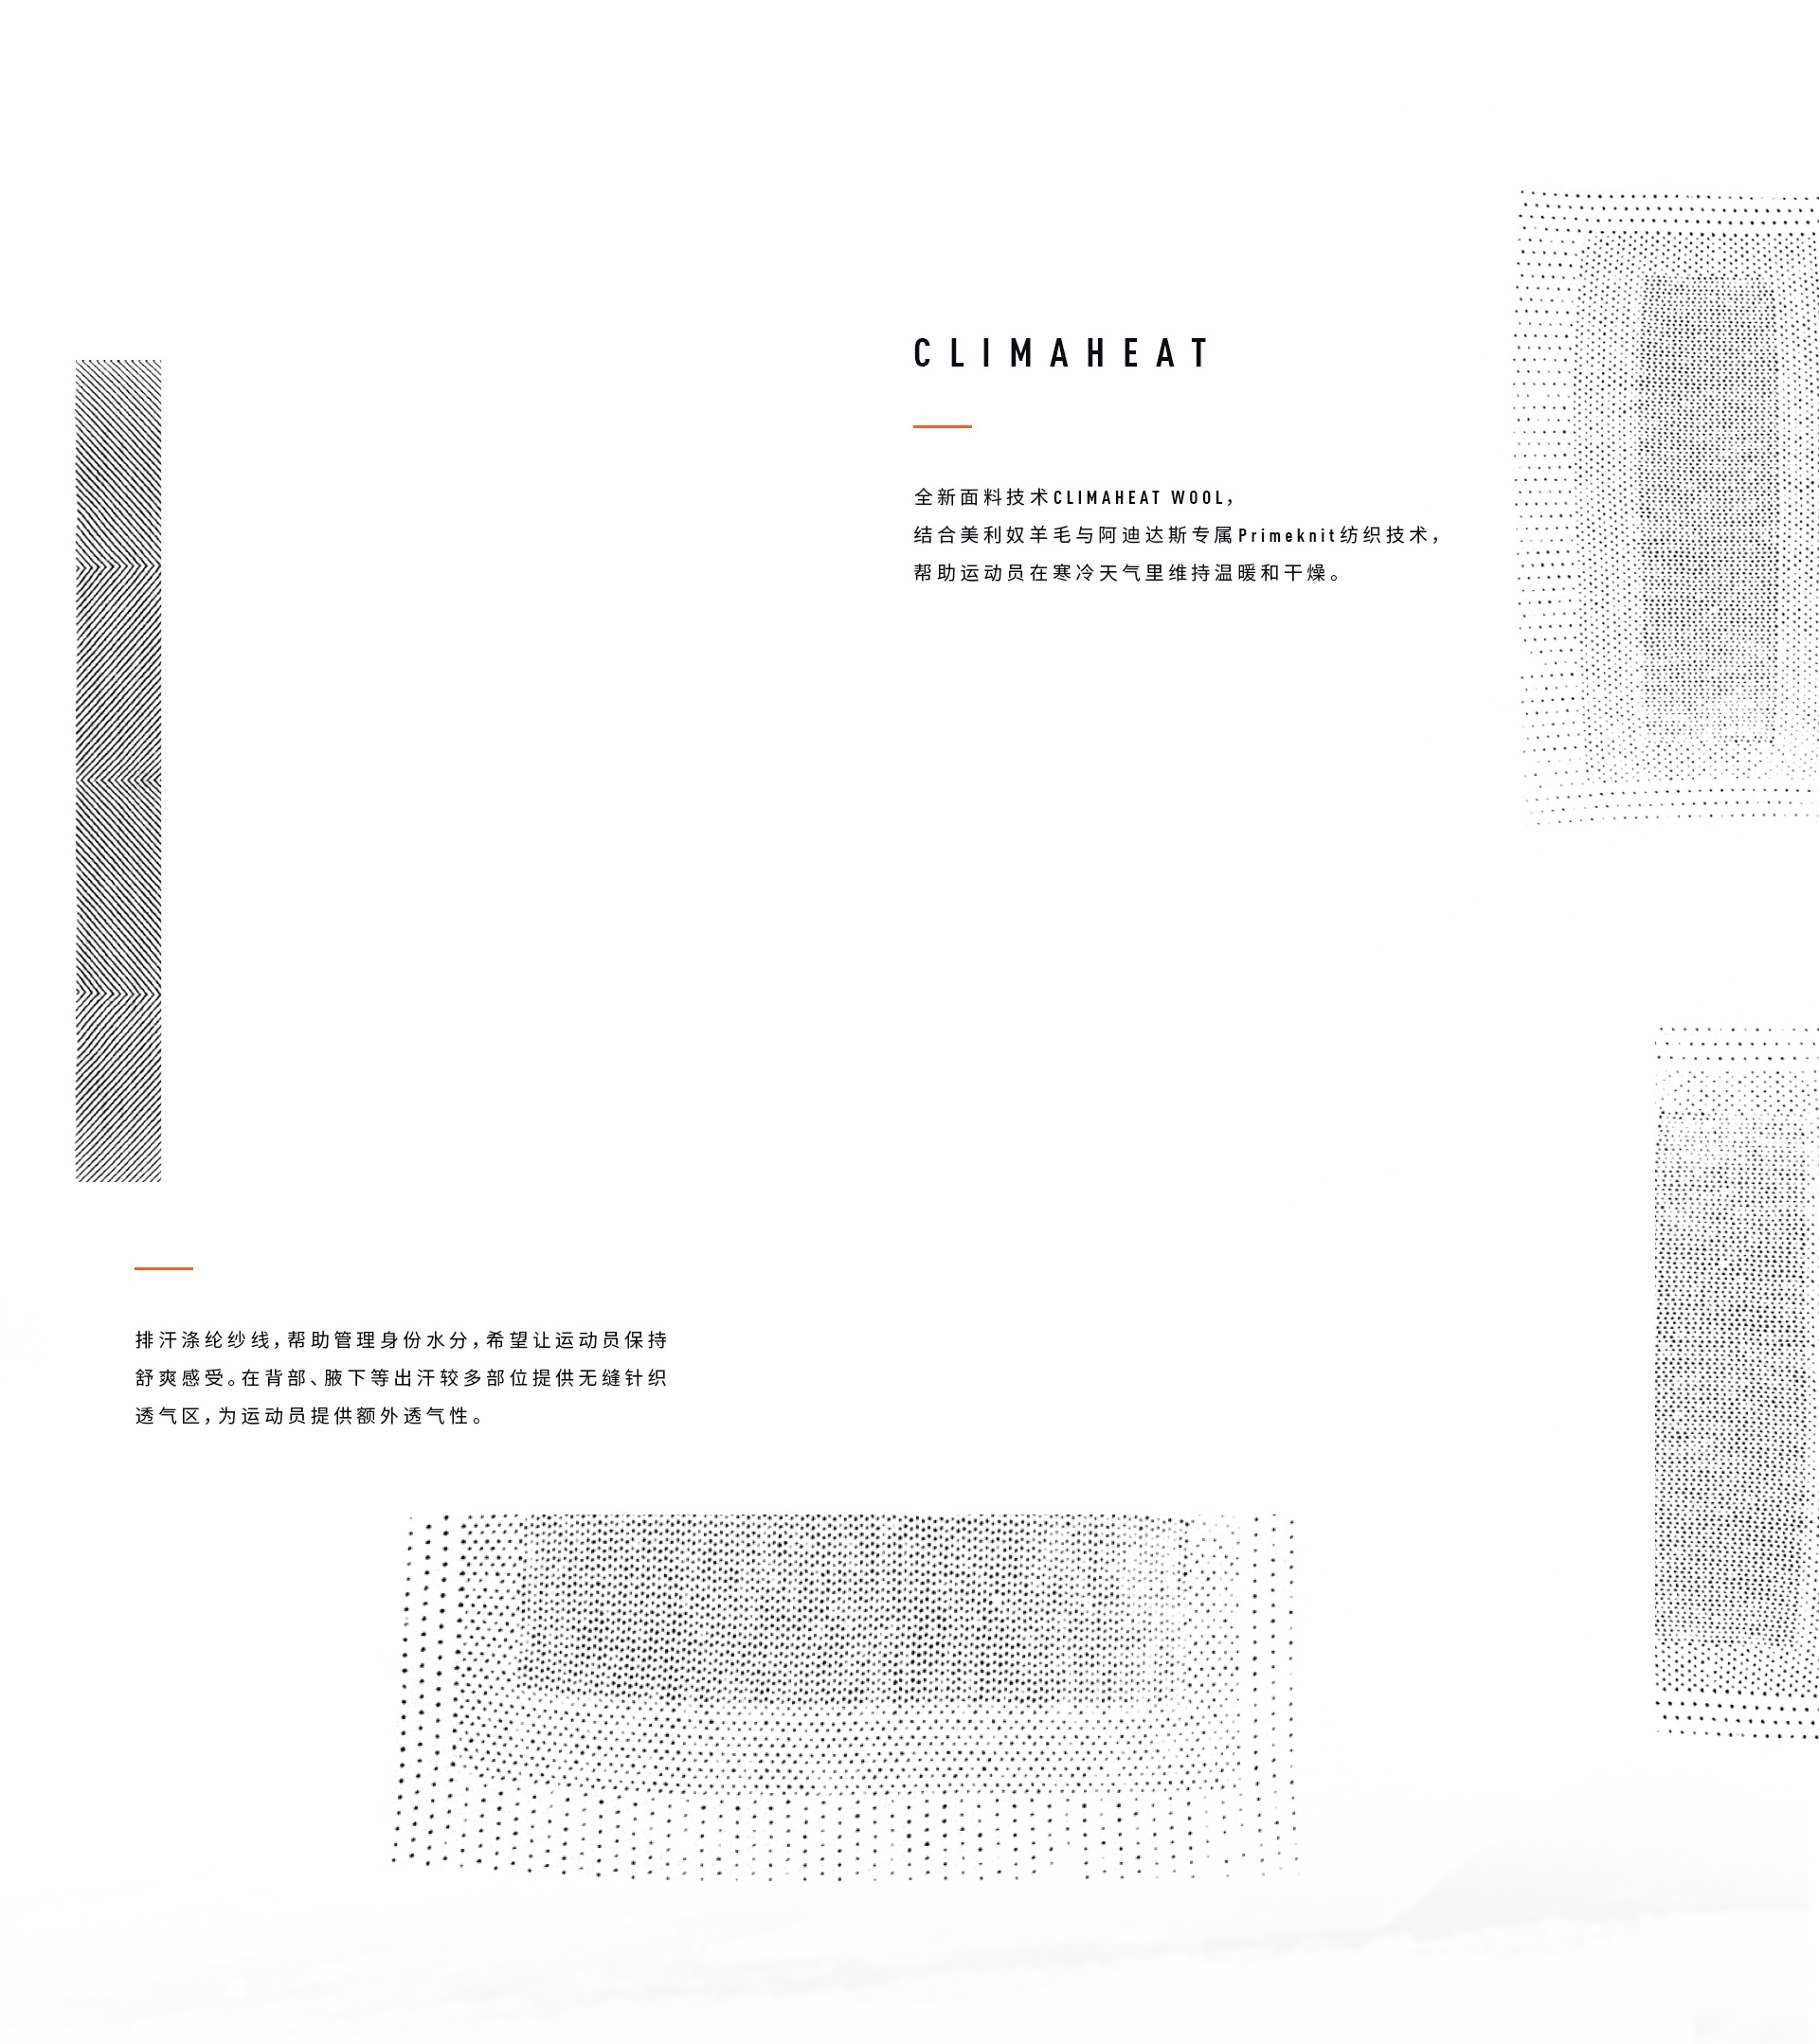 CLIMAHEAT
全新面料技术CLIMAHEAT WOOL，
结合美利奴羊毛与阿迪达斯专属Primeknit纺织技术，
帮助运动员在寒冷天气里维持温暖和干燥。
排汗涤纶纱线，帮助管理身份水分，希望让运动员保持
舒爽感受。在背部、腋下等出汗较多部位提供无缝针织
透气区，为运动员提供额外透气性。